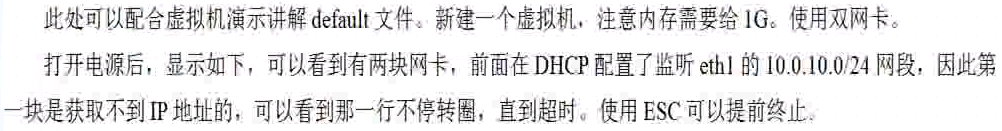 此处可以配合虚拟机演示讲解 default 文件。新建一个虚拟机，注意内存需要给 1G。使用双网卡。
打开电源后，显示如下，可以看到有两块网卡，前面在 DHCP 配置了监听 eth1 的 10.0.10.0/24 网段，因此第
一块是获取不到 IP 地址的，可以看到那一行不停转圈，直到超时。使用 ESC 可以提前终止。